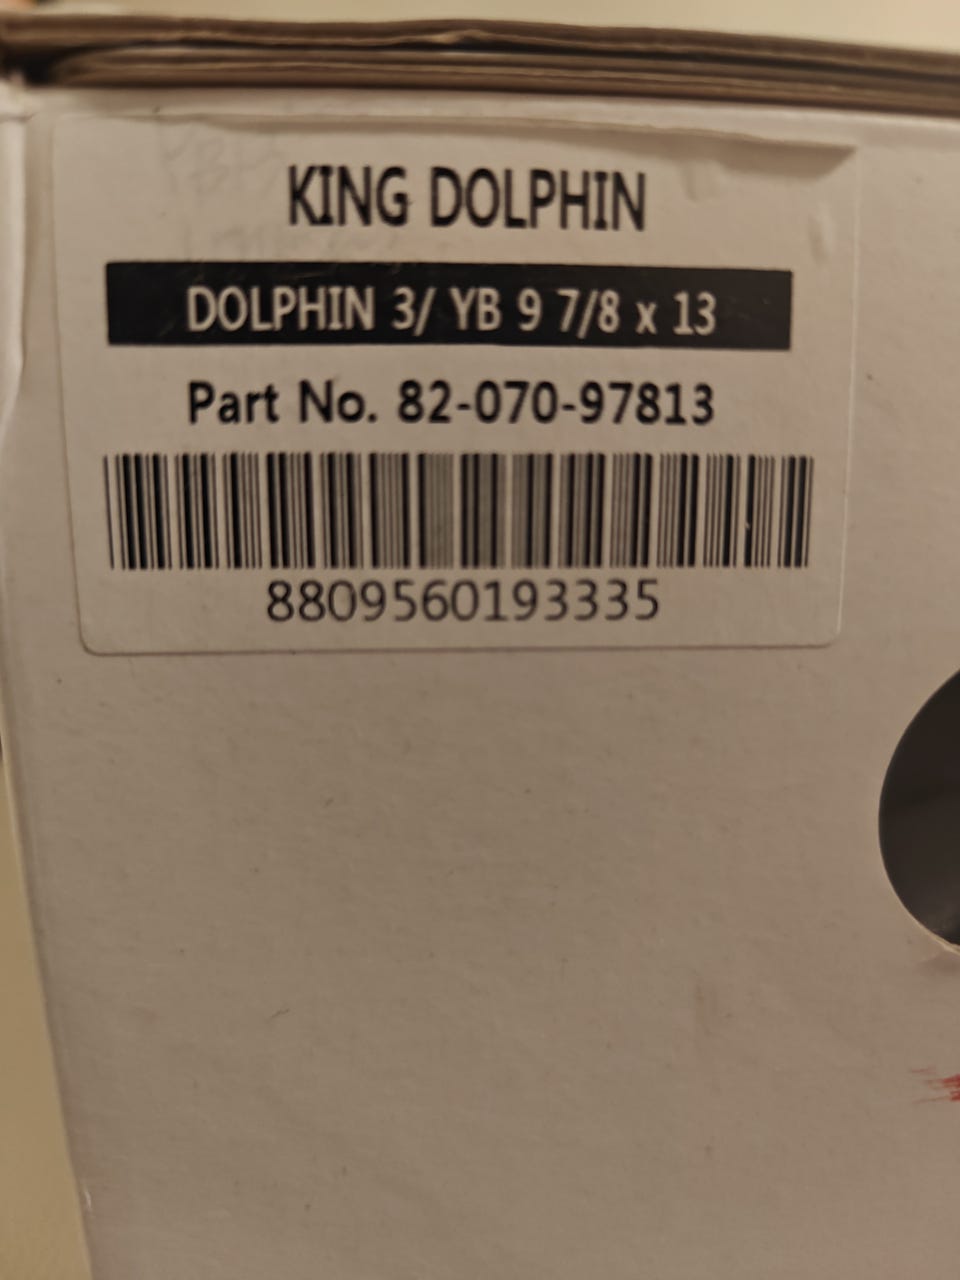 KING DOLPHIN
DOLPHIN 3/ YB 9 7/8 x 13
Part No. 82-070-97813
8809560193335